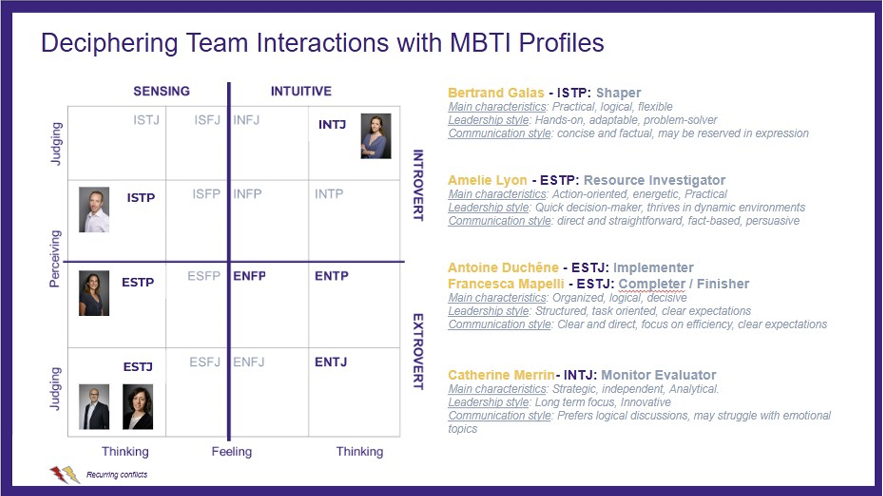 Deciphering Team Interactions with MBTI Profiles
SENSING INTUITIVE
Judging
ISTJ ISFJ INFJ INTJ
INTROVERT
Perceiving
ISTP ISFP INFP INTP
ESTP ESFP ENFP ENTP
EXTROVERT
Judging
ESTJ ESFJ ENFJ ENTJ
Thinking Feeling Thinking
Recurring conflicts
Bertrand Galas - ISTP: Shaper
Main characteristics: Practical, logical, flexible
Leadership style: Hands-on, adaptable, problem-solver
Communication style: concise and factual, may be reserved in expression
Amelie Lyon - ESTP: Resource Investigator
Main characteristics: Action-oriented, energetic, Practical
Leadership style: Quick decision-maker, thrives in dynamic environments
Communication style: direct and straightforward, fact-based, persuasive
Antoine Duchêne - ESTJ: Implementer
Francesca Mapelli - ESTJ: Completer / Finisher
Main characteristics: Organized, logical, decisive
Leadership style: Structured, task oriented, clear expectations
Communication style: Clear and direct, focus on efficiency, clear expectations
Catherine Merrin- INTJ: Monitor Evaluator
Main characteristics: Strategic, independent, Analytical.
Leadership style: Long term focus, Innovative
Communication style: Prefers logical discussions, may struggle with emotional
topics